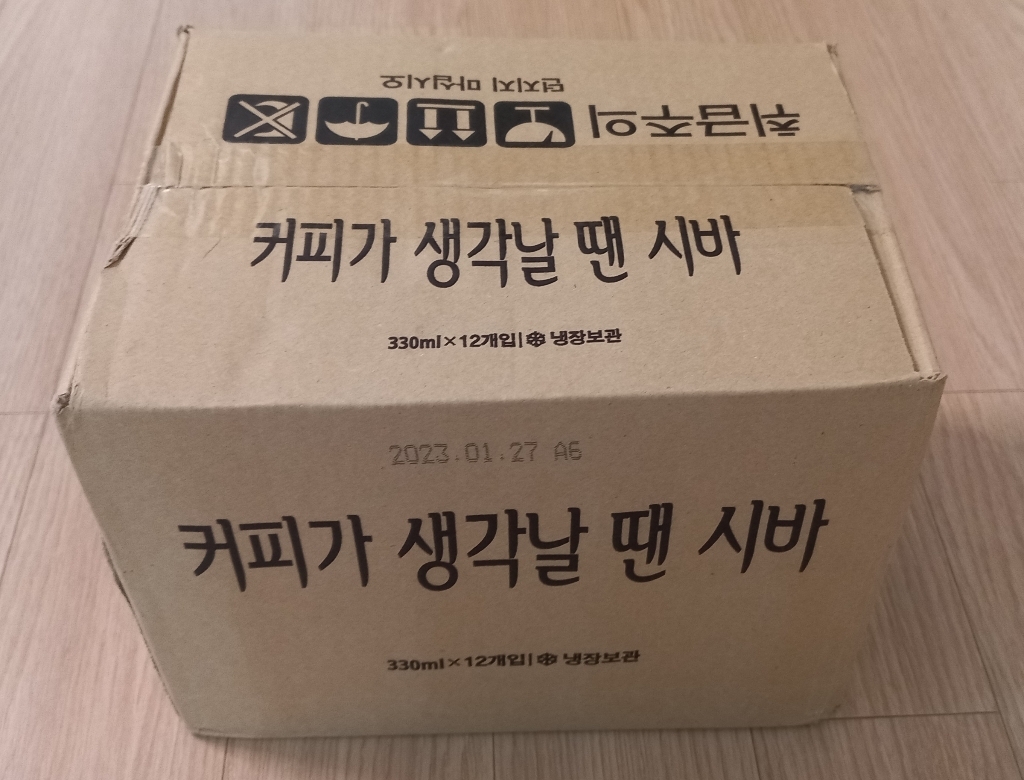 던지지 마십시오
취급주의
커피가 생각날 땐 시바
330ml×12개입|❄ 냉장보관
2023.01.27 A6
커피가 생각날 땐 시바
330ml×12개입|❄ 냉장보관